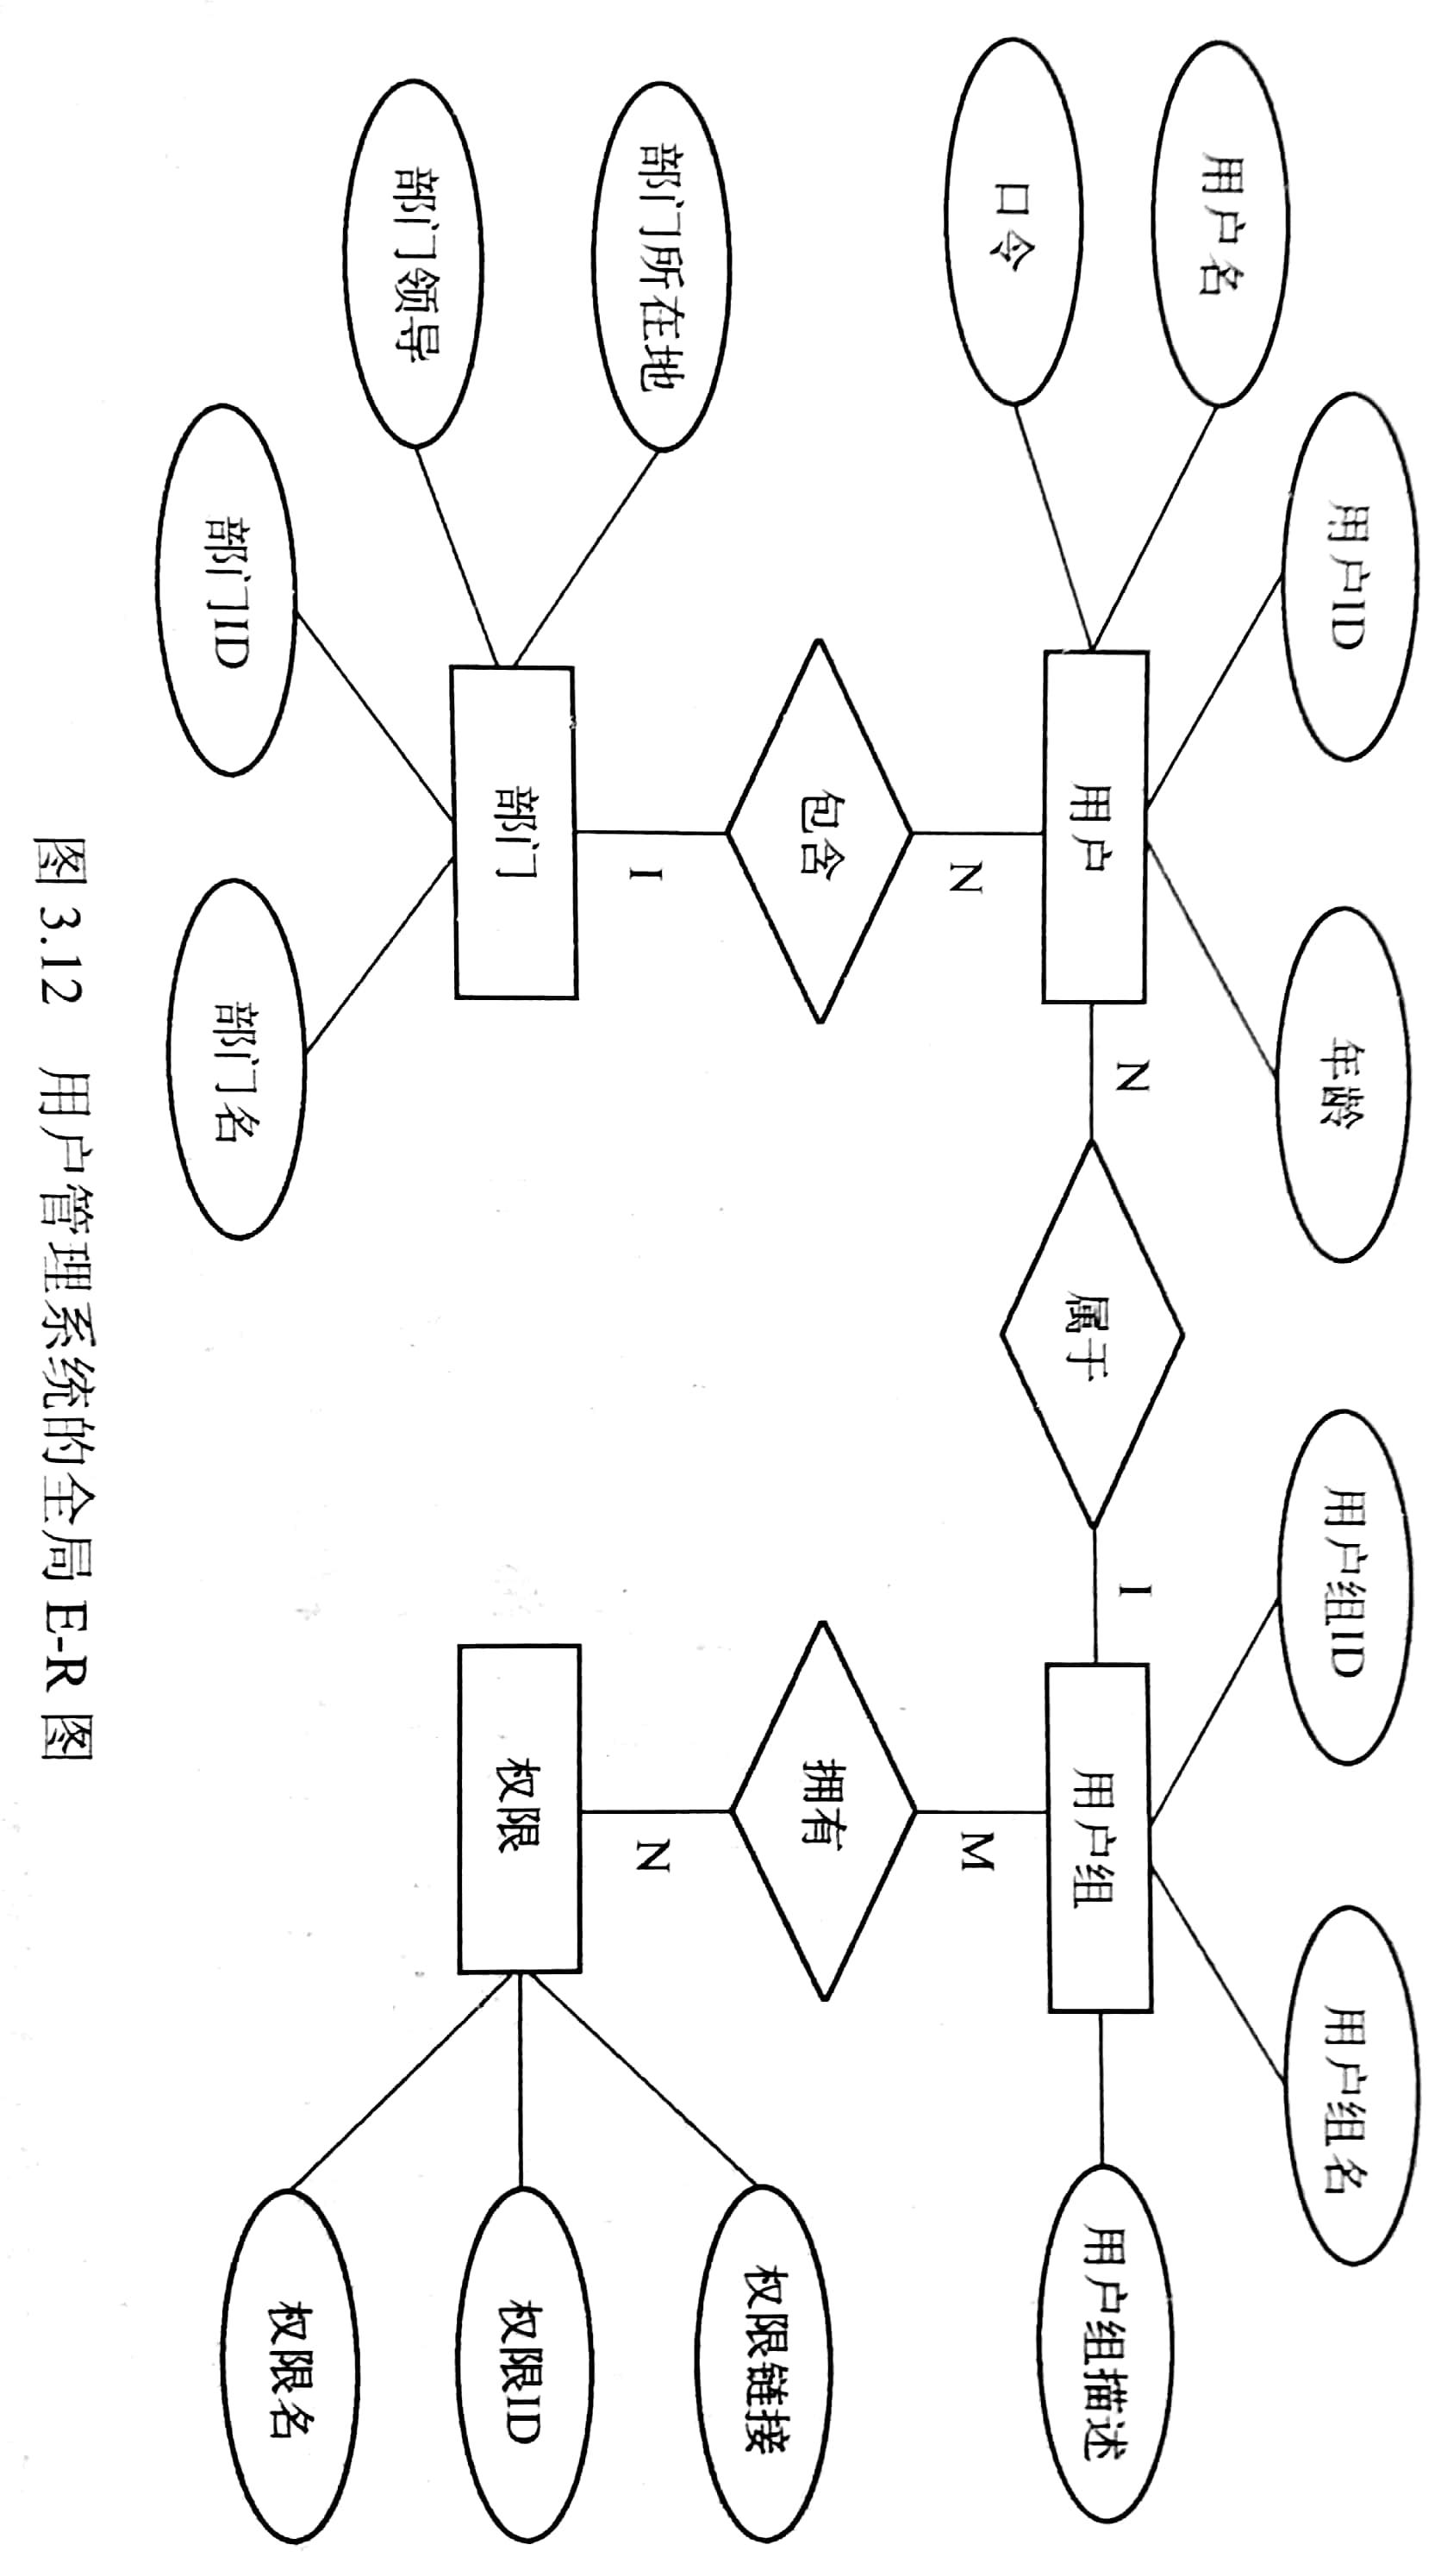 用户ID
年龄
用户组ID
用户组名
用户名
口令
用户
N
属于
I
用户组
用户组描述
N
M
包含
拥有
I
N
部门所在地
部门领导
部门
权限
权限链接
权限ID
权限名
部门ID
部门名
图 3.12 用户管理系统的全局 E-R 图